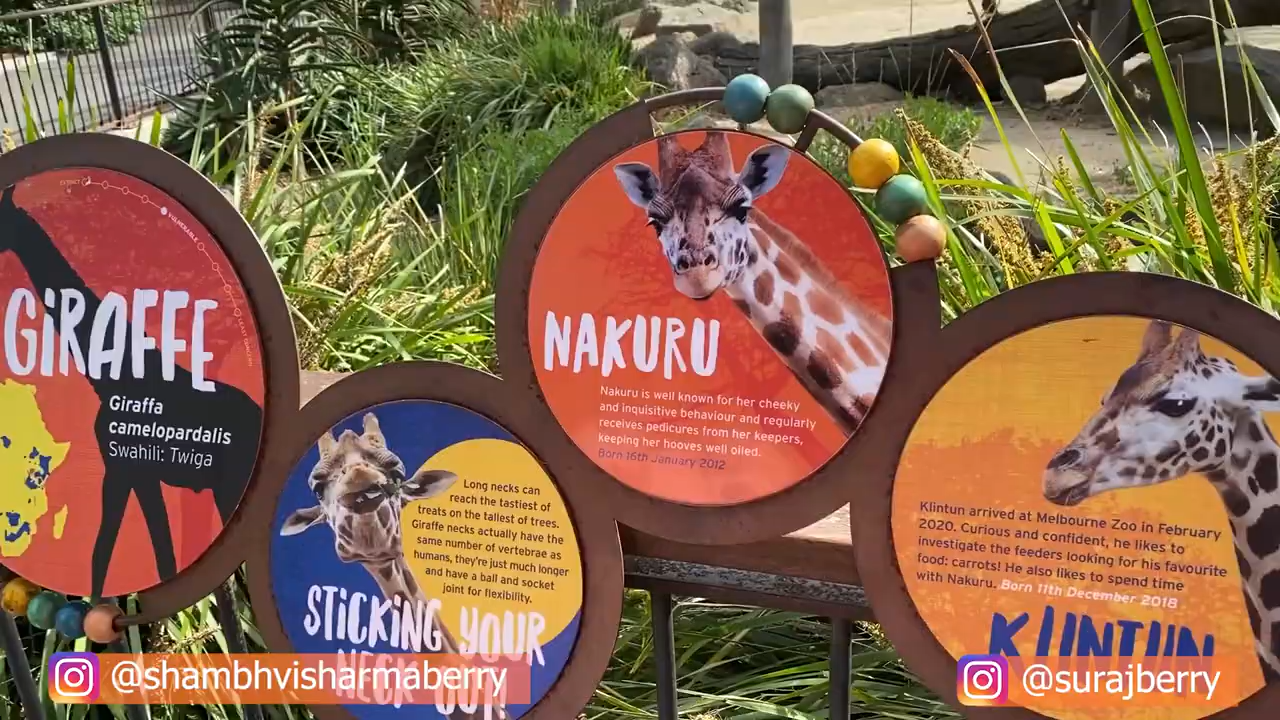 EXTINCT
VULNERABLE
GiRAFFE
Giraffa
camelopardalis
Swahili: Twiga
Long necks can
reach the tastiest of
treats on the tallest of trees.
Giraffe necks actually have the
same number of vertebrae as
humans, they're just much longer
and have a ball and socket
joint for flexibility.
STiCKiNG YOUR
NECK OUT!
NAKURU
Nakuru is well known for her cheeky
and inquisitive behaviour and regularly
receives pedicures from her keepers,
keeping her hooves well oiled.
Born 16th January 2012
Klintun arrived at Melbourne Zoo in February
2020. Curious and confident, he likes to
investigate the feeders looking for his favourite
food: carrots! He also likes to spend time
with Nakuru. Born 11th December 2018
KLINTUN
@shambhvisharmaberry
@surajberry